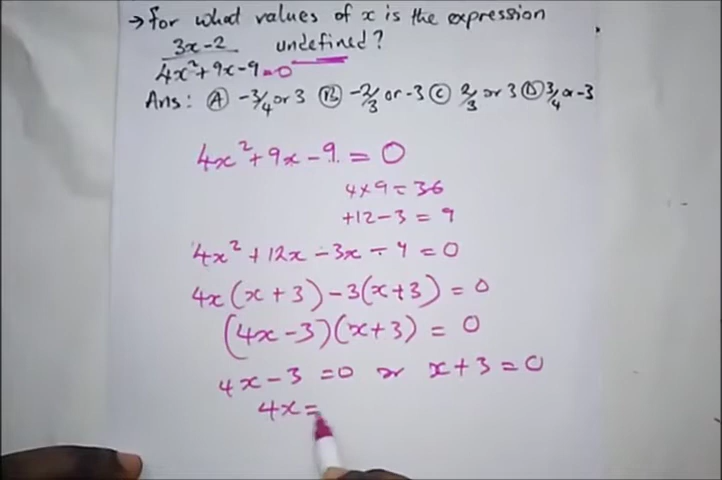 → For what values of x is the expression
3x-2 undefined?
4x²+9x-9=0
Ans: Ⓐ -3/4 or 3 Ⓑ -2/3 or -3 Ⓒ 2/3 or 3 Ⓓ 3/4 or -3
4x²+9x-9=0
4×9=36
+12-3=9
4x²+12x-3x-9=0
4x(x+3)-3(x+3)=0
(4x-3)(x+3)=0
4x-3=0 or x+3=0
4x=